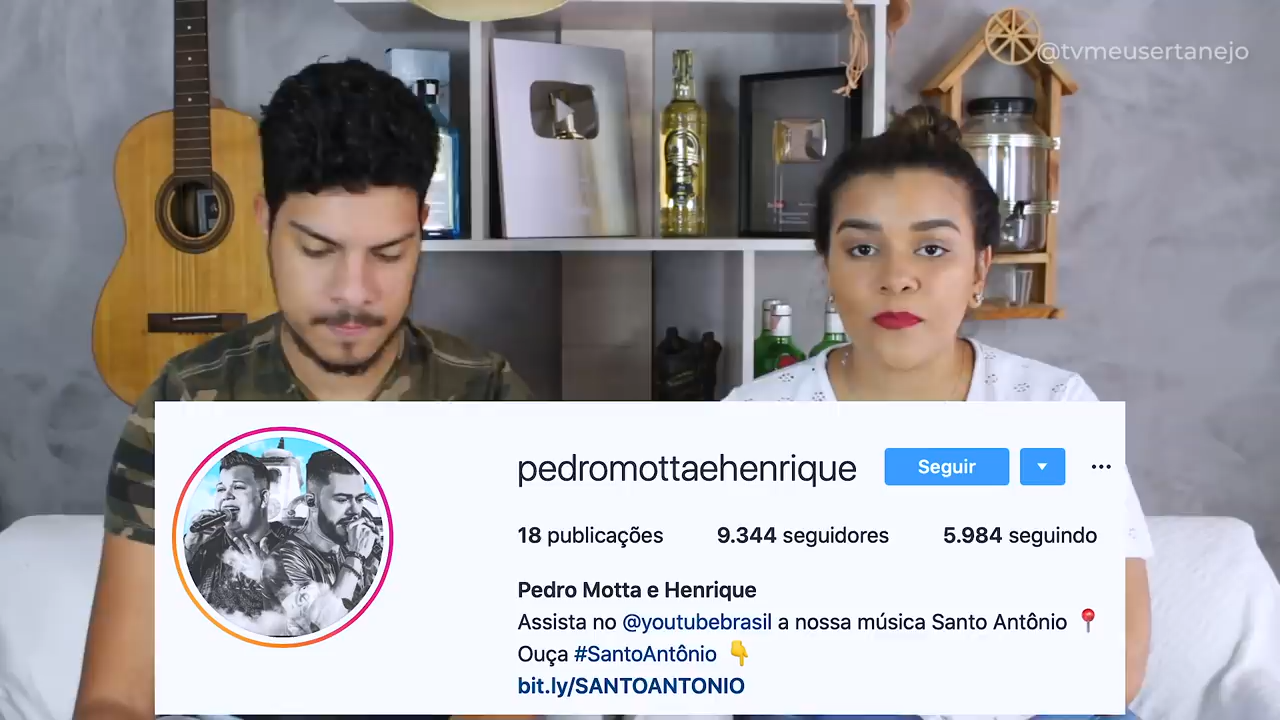 @tvmeusertanejo
pedromottaehenrique Seguir
18 publicações 9.344 seguidores 5.984 seguindo
Pedro Motta e Henrique
Assista no @youtubebrasil a nossa música Santo Antônio 📍
Ouça #SantoAntônio 👇
bit.ly/SANTOANTONIO